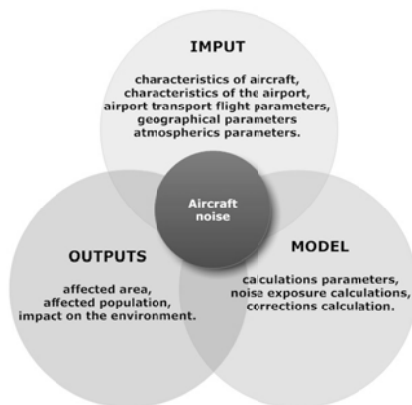 IMPUT
characteristics of aircraft,
characteristics of the airport,
airport transport flight parameters,
geographical parameters
atmospherics parameters.
Aircraft
noise
OUTPUTS
affected area,
affected population,
impact on the environment.
MODEL
calculations parameters,
noise exposure calculations,
corrections calculation.